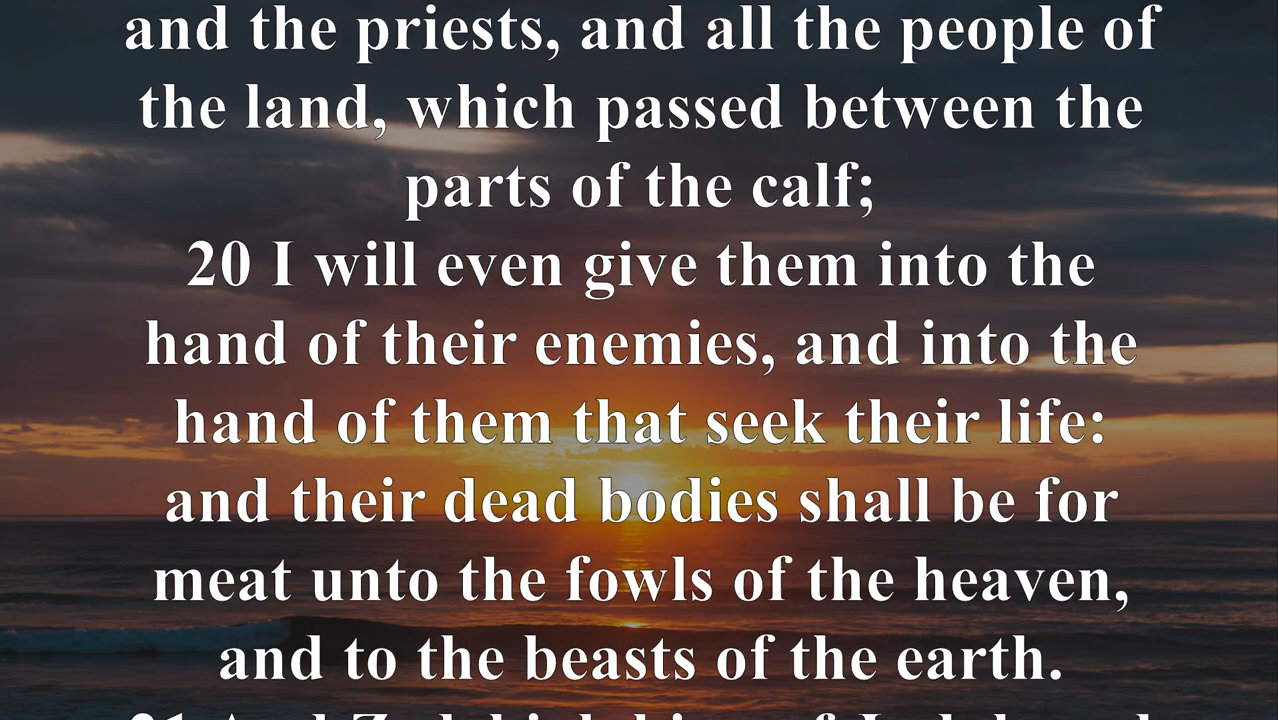 and the priests, and all the people of
the land, which passed between the
parts of the calf;
20 I will even give them into the
hand of their enemies, and into the
hand of them that seek their life:
and their dead bodies shall be for
meat unto the fowls of the heaven,
and to the beasts of the earth.